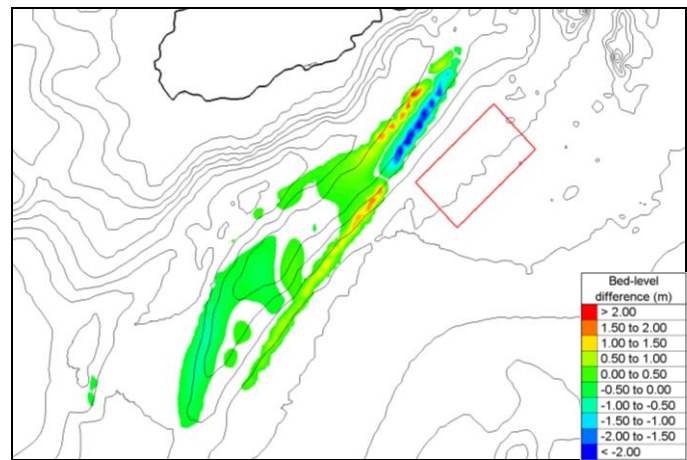 Bed-level
difference (m)
> 2.00
1.50 to 2.00
1.00 to 1.50
0.50 to 1.00
0.00 to 0.50
-0.50 to 0.00
-1.00 to -0.50
-1.50 to -1.00
-2.00 to -1.50
< -2.00